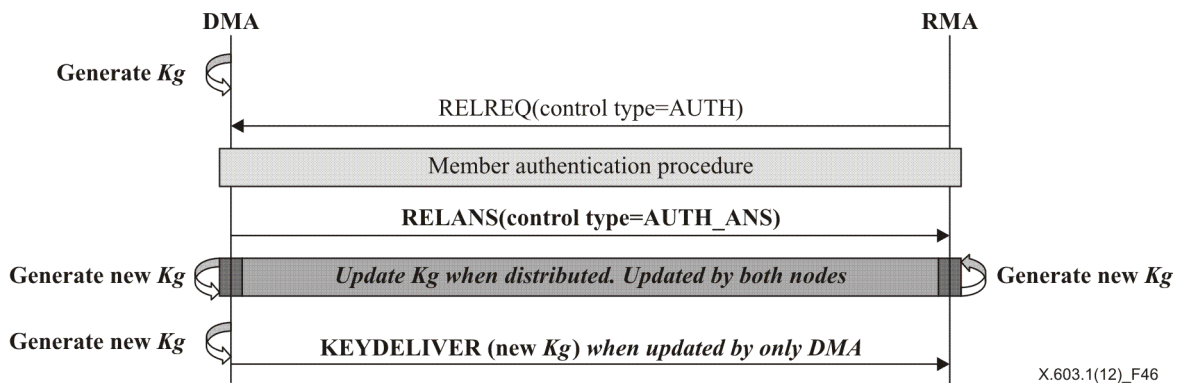 DMA
RMA
Generate Kg
RELREQ(control type=AUTH)
Member authentication procedure
RELANS(control type=AUTH_ANS)
Generate new Kg
Update Kg when distributed. Updated by both nodes
Generate new Kg
Generate new Kg
KEYDELIVER (new Kg) when updated by only DMA
X.603.1(12)_F46